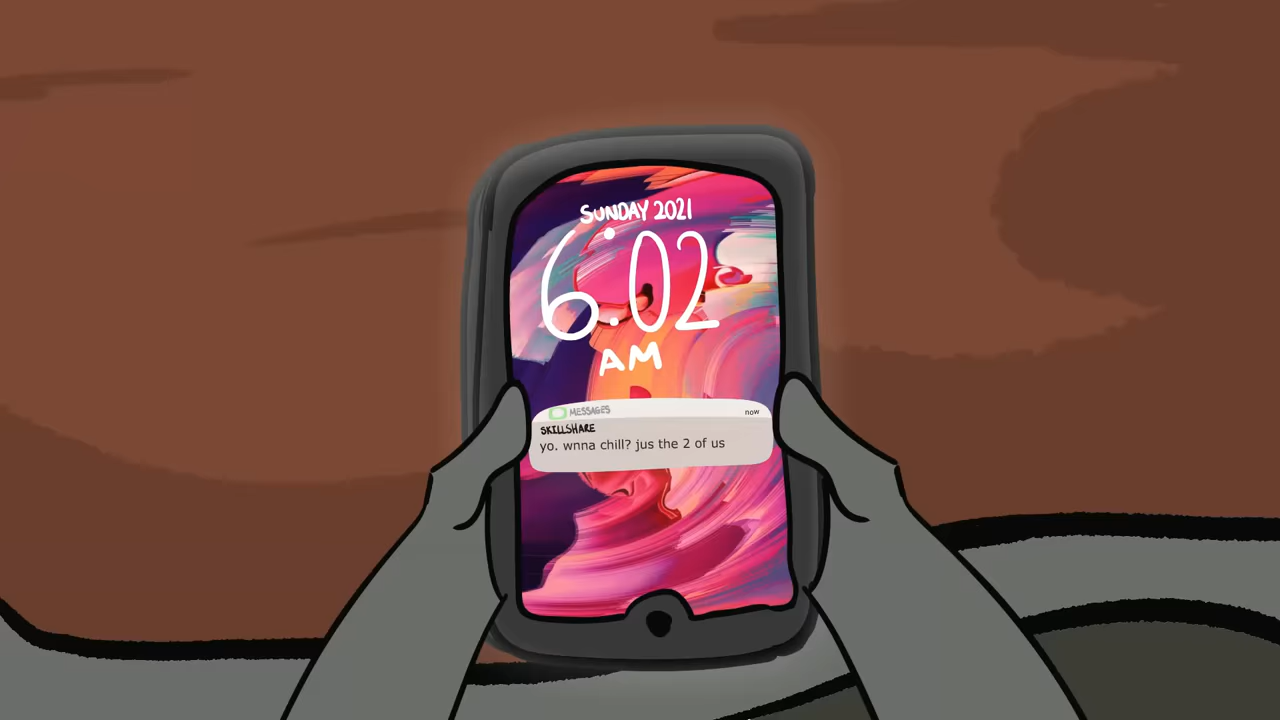 SUNDAY 2021
6:02
AM
MESSAGES now
SKILLSHARE
yo. wnna chill? jus the 2 of us